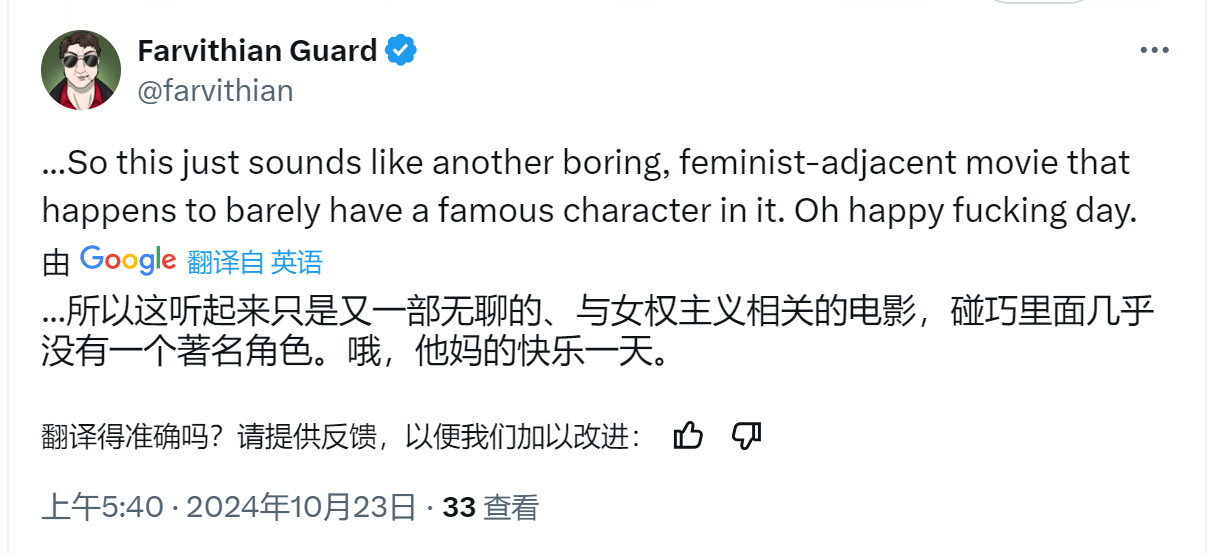 Farvithian Guard
@farvithian
...So this just sounds like another boring, feminist-adjacent movie that
happens to barely have a famous character in it. Oh happy fucking day.
由 Google 翻译自 英语
...所以这听起来只是又一部无聊的、与女权主义相关的电影，碰巧里面几乎
没有一个著名角色。哦，他妈的快乐一天。
翻译得准确吗？请提供反馈，以便我们加以改进：
上午5:40 · 2024年10月23日 · 33 查看